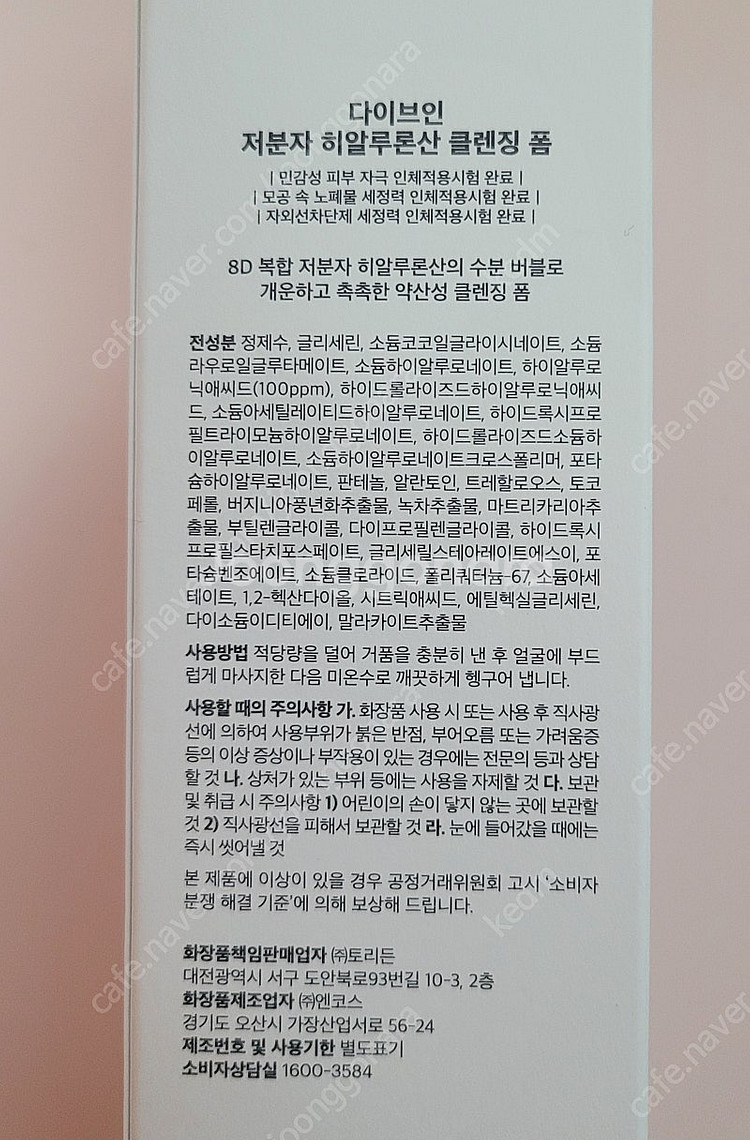 다이브인
저분자 히알루론산 클렌징 폼
| 민감성 피부 자극 인체적용시험 완료 |
| 모공 속 노폐물 세정력 인체적용시험 완료 |
| 자외선차단제 세정력 인체적용시험 완료 |
8D 복합 저분자 히알루론산의 수분 버블로
개운하고 촉촉한 약산성 클렌징 폼
전성분 정제수, 글리세린, 소듐코코일글라이시네이트, 소듐
라우로일글루타메이트, 소듐하이알루로네이트, 하이알루로
닉애씨드(100ppm), 하이드롤라이즈드하이알루로닉애씨
드, 소듐아세틸레이티드하이알루로네이트, 하이드록시프로
필트라이모늄하이알루로네이트, 하이드롤라이즈드소듐하
이알루로네이트, 소듐하이알루로네이트크로스폴리머, 포타
슘하이알루로네이트, 판테놀, 알란토인, 트레할로오스, 토코
페롤, 버지니아풍년화추출물, 녹차추출물, 마트리카리아추
출물, 부틸렌글라이콜, 다이프로필렌글라이콜, 하이드록시
프로필스타치포스페이트, 글리세릴스테아레이트에스이, 포
타슘벤조에이트, 소듐클로라이드, 폴리쿼터늄-67, 소듐아세
테이트, 1,2-헥산다이올, 시트릭애씨드, 에틸헥실글리세린,
다이소듐이디티에이, 말라카이트추출물
사용방법 적당량을 덜어 거품을 충분히 낸 후 얼굴에 부드
럽게 마사지한 다음 미온수로 깨끗하게 헹구어 냅니다.
사용할 때의 주의사항 가. 화장품 사용 시 또는 사용 후 직사광
선에 의하여 사용부위가 붉은 반점, 부어오름 또는 가려움증
등의 이상 증상이나 부작용이 있는 경우에는 전문의 등과 상담
할 것 나. 상처가 있는 부위 등에는 사용을 자제할 것 다. 보관
및 취급 시 주의사항 1) 어린이의 손이 닿지 않는 곳에 보관할
것 2) 직사광선을 피해서 보관할 것 라. 눈에 들어갔을 때에는
즉시 씻어낼 것
본 제품에 이상이 있을 경우 공정거래위원회 고시 '소비자
분쟁 해결 기준'에 의해 보상해 드립니다.
화장품책임판매업자 ㈜토리든
대전광역시 서구 도안북로93번길 10-3, 2층
화장품제조업자 ㈜엔코스
경기도 오산시 가장산업서로 56-24
제조번호 및 사용기한 별도표기
소비자상담실 1600-3584